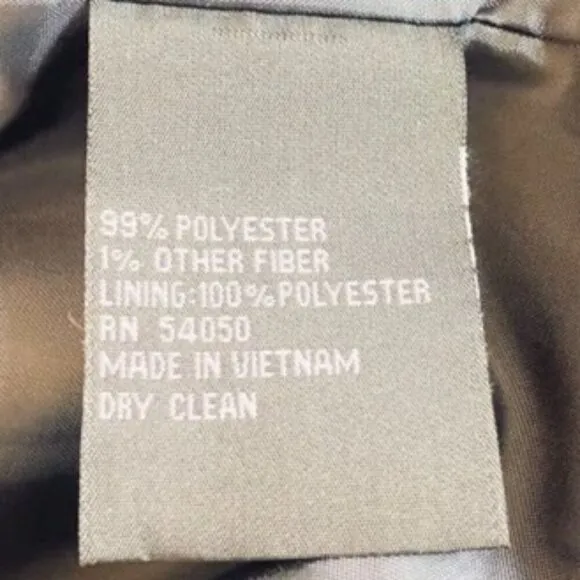 99% POLYESTER
1% OTHER FIBER
LINING:100%POLYESTER
RN 54050
MADE IN VIETNAM
DRY CLEAN